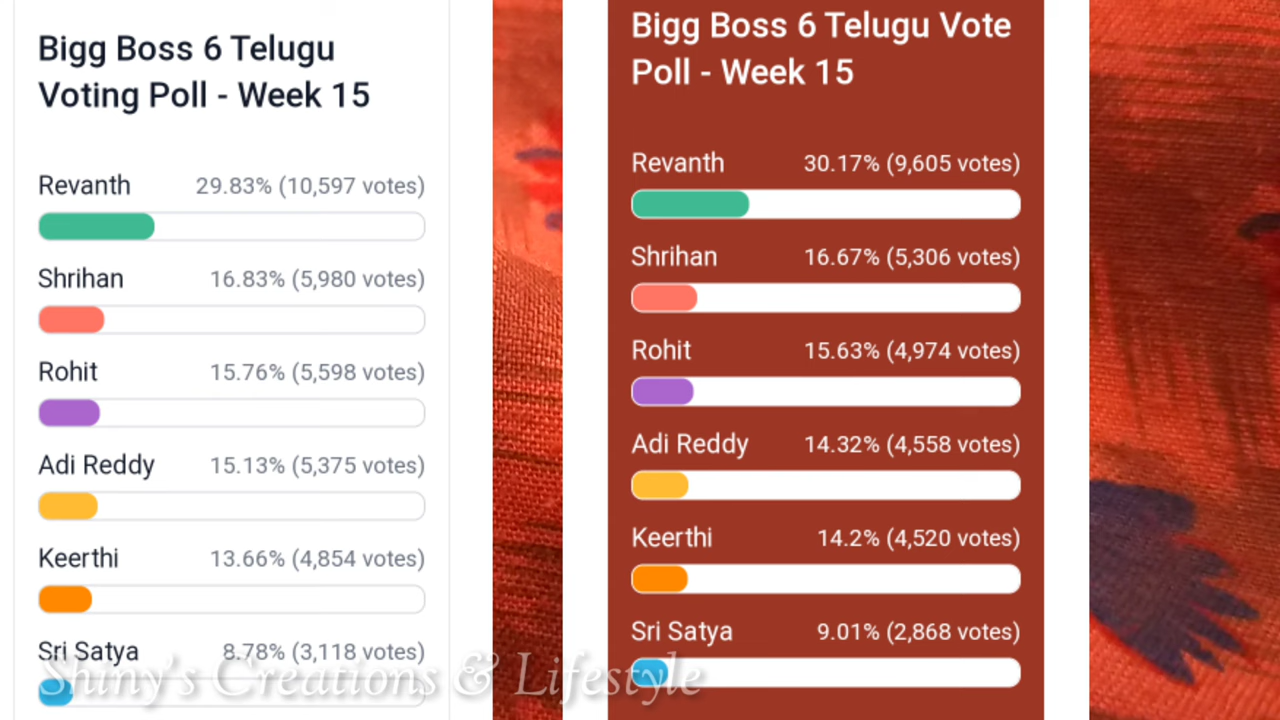 Bigg Boss 6 Telugu
Voting Poll - Week 15
Revanth 29.83% (10,597 votes)
Shrihan 16.83% (5,980 votes)
Rohit 15.76% (5,598 votes)
Adi Reddy 15.13% (5,375 votes)
Keerthi 13.66% (4,854 votes)
Sri Satya 8.78% (3,118 votes)
Bigg Boss 6 Telugu Vote
Poll - Week 15
Revanth 30.17% (9,605 votes)
Shrihan 16.67% (5,306 votes)
Rohit 15.63% (4,974 votes)
Adi Reddy 14.32% (4,558 votes)
Keerthi 14.2% (4,520 votes)
Sri Satya 9.01% (2,868 votes)
Shiny's Creations & Lifestyle